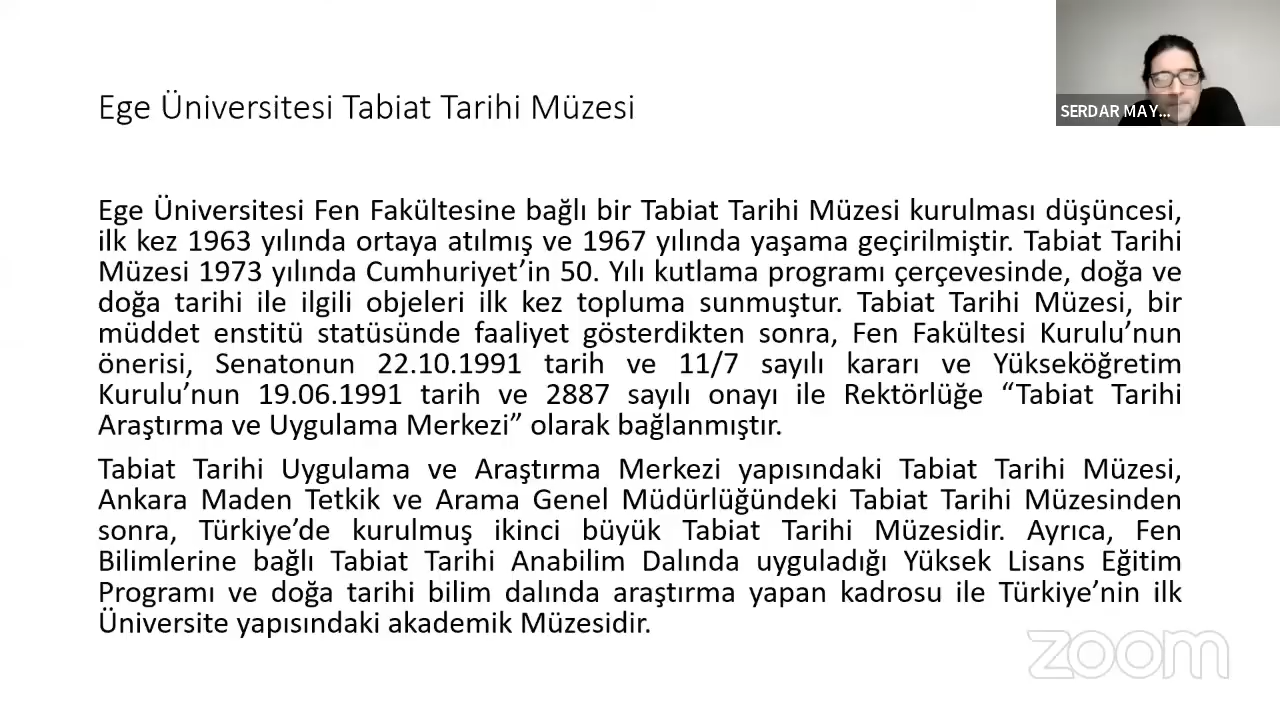 Ege Üniversitesi Tabiat Tarihi Müzesi
SERDAR MAY...
Ege Üniversitesi Fen Fakültesine bağlı bir Tabiat Tarihi Müzesi kurulması düşüncesi,
ilk kez 1963 yılında ortaya atılmış ve 1967 yılında yaşama geçirilmiştir. Tabiat Tarihi
Müzesi 1973 yılında Cumhuriyet’in 50. Yılı kutlama programı çerçevesinde, doğa ve
doğa tarihi ile ilgili objeleri ilk kez topluma sunmuştur. Tabiat Tarihi Müzesi, bir
müddet enstitü statüsünde faaliyet gösterdikten sonra, Fen Fakültesi Kurulu’nun
önerisi, Senatonun 22.10.1991 tarih ve 11/7 sayılı kararı ve Yükseköğretim
Kurulu’nun 19.06.1991 tarih ve 2887 sayılı onayı ile Rektörlüğe “Tabiat Tarihi
Araştırma ve Uygulama Merkezi” olarak bağlanmıştır.
Tabiat Tarihi Uygulama ve Araştırma Merkezi yapısındaki Tabiat Tarihi Müzesi,
Ankara Maden Tetkik ve Arama Genel Müdürlüğündeki Tabiat Tarihi Müzesinden
sonra, Türkiye’de kurulmuş ikinci büyük Tabiat Tarihi Müzesidir. Ayrıca, Fen
Bilimlerine bağlı Tabiat Tarihi Anabilim Dalında uyguladığı Yüksek Lisans Eğitim
Programı ve doğa tarihi bilim dalında araştırma yapan kadrosu ile Türkiye’nin ilk
Üniversite yapısındaki akademik Müzesidir.
zoom